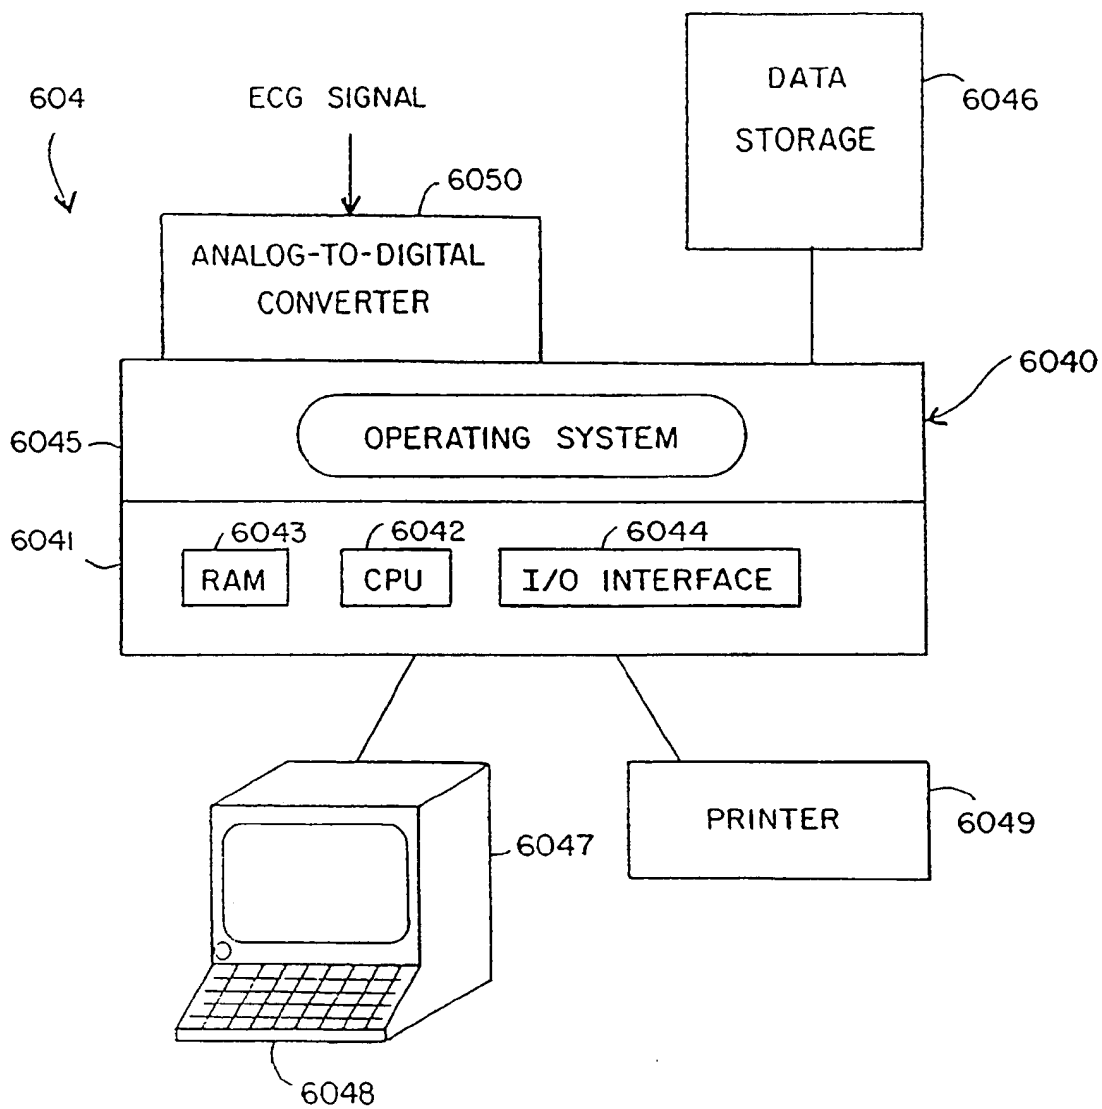 604
ECG SIGNAL
DATA
STORAGE
6046
6050
ANALOG-TO-DIGITAL
CONVERTER
6040
6045
OPERATING SYSTEM
6041
6043
6042
6044
RAM
CPU
I/O INTERFACE
6047
PRINTER
6049
6048